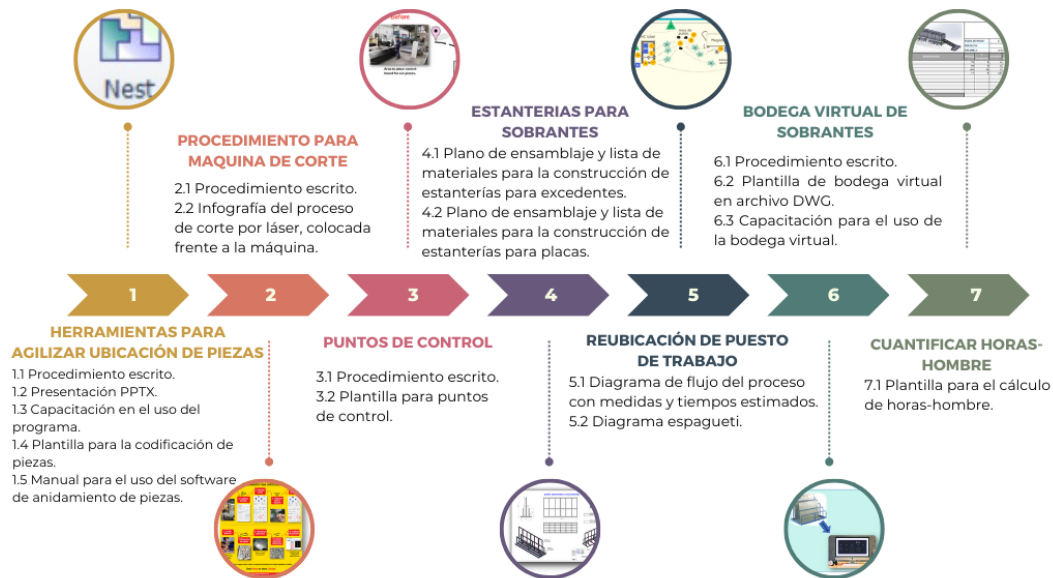 Nest
HERRAMIENTAS PARA
AGILIZAR UBICACIÓN DE PIEZAS
1.1 Procedimiento escrito.
1.2 Presentación PPTX.
1.3 Capacitación en el uso del
programa.
1.4 Plantilla para la codificación de
piezas.
1.5 Manual para el uso del software
de anidamiento de piezas.
1
PROCEDIMIENTO PARA
MAQUINA DE CORTE
2.1 Procedimiento escrito.
2.2 Infografía del proceso
de corte por láser, colocada
frente a la máquina.
2
PUNTOS DE CONTROL
3.1 Procedimiento escrito.
3.2 Plantilla para puntos
de control.
3
ESTANTERIAS PARA
SOBRANTES
4.1 Plano de ensamblaje y lista de
materiales para la construcción de
estanterías para excedentes.
4.2 Plano de ensamblaje y lista de
materiales para la construcción de
estanterías para placas.
4
REUBICACIÓN DE PUESTO
DE TRABAJO
5.1 Diagrama de flujo del proceso
con medidas y tiempos estimados.
5.2 Diagrama espagueti.
5
BODEGA VIRTUAL DE
SOBRANTES
6.1 Procedimiento escrito.
6.2 Plantilla de bodega virtual
en archivo DWG.
6.3 Capacitación para el uso de
la bodega virtual.
6
CUANTIFICAR HORAS-
HOMBRE
7.1 Plantilla para el cálculo
de horas-hombre.
7